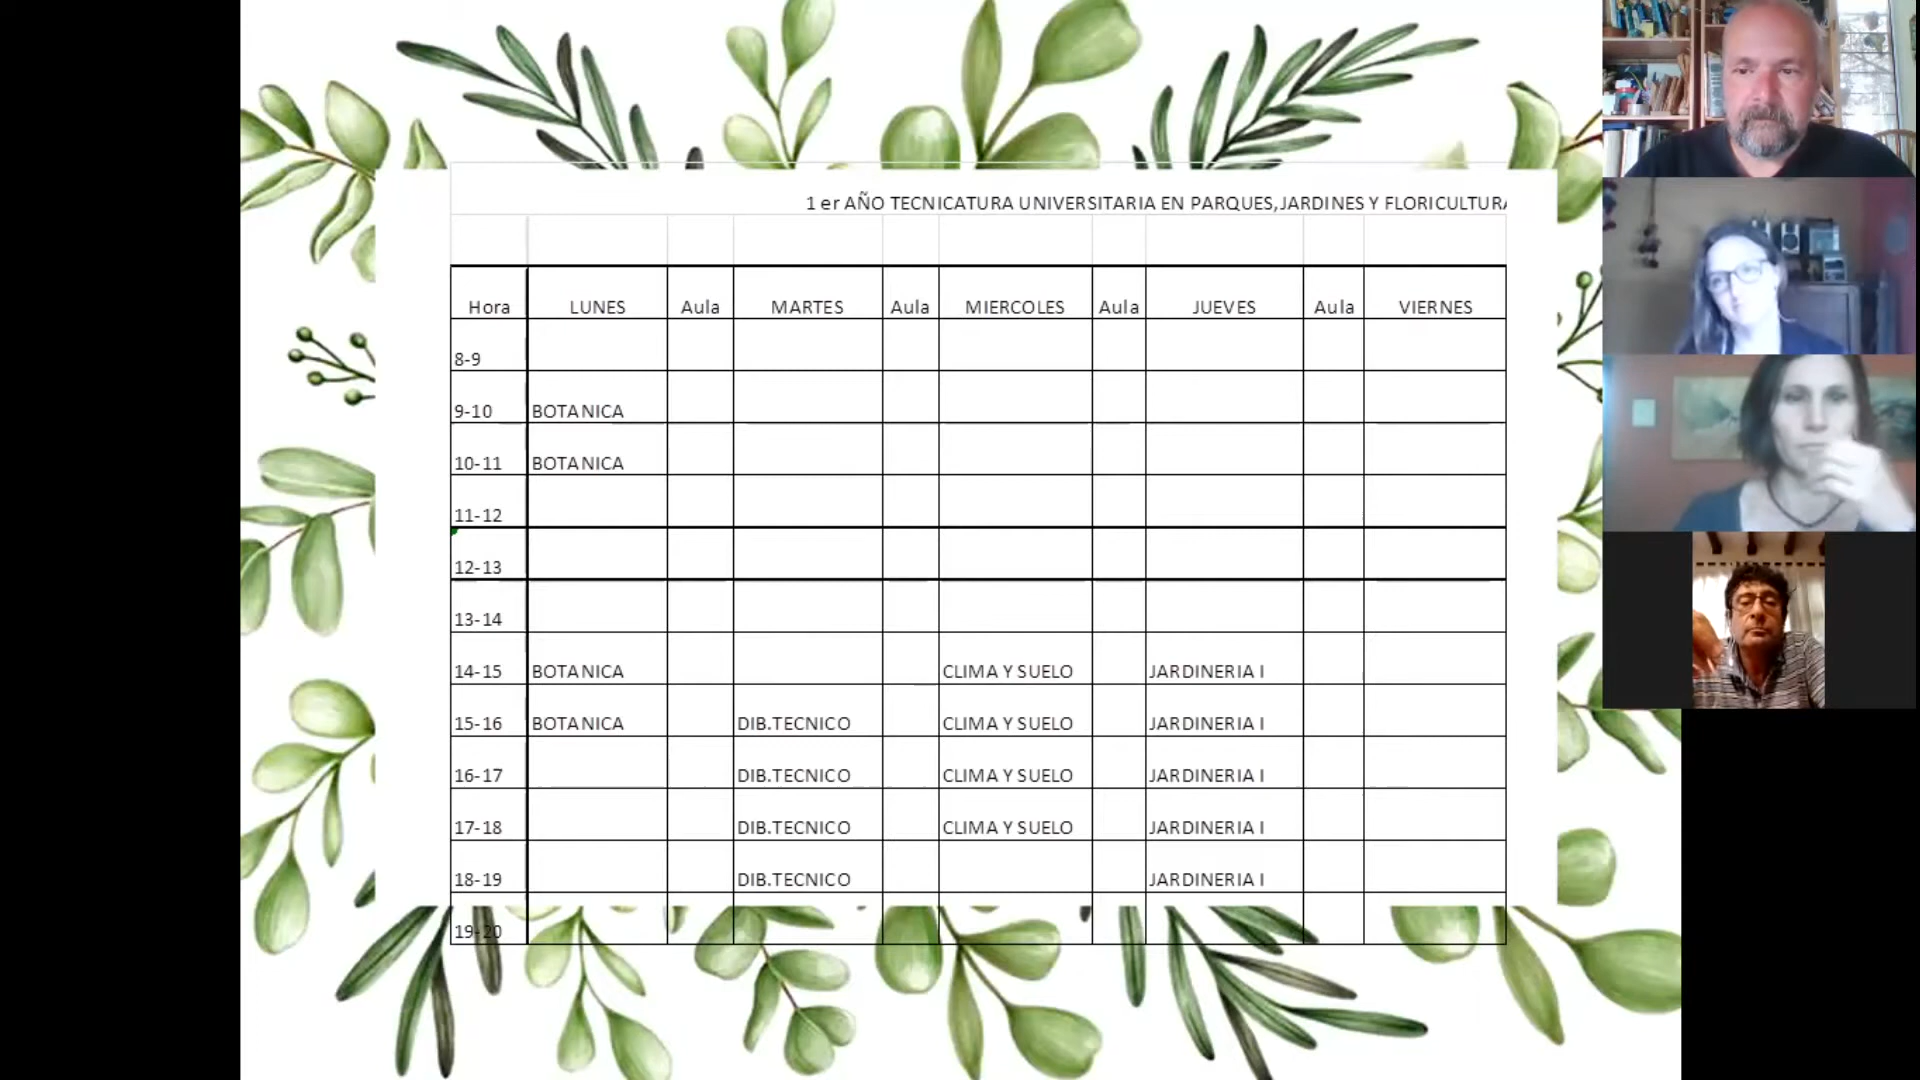 1 er AÑO TECNICATURA UNIVERSITARIA EN PARQUES,JARDINES Y FLORICULTURA
Hora LUNES Aula MARTES Aula MIERCOLES Aula JUEVES Aula VIERNES
8-9
9-10 BOTANICA
10-11 BOTANICA
11-12
12-13
13-14
14-15 BOTANICA CLIMA Y SUELO JARDINERIA I
15-16 BOTANICA DIB.TECNICO CLIMA Y SUELO JARDINERIA I
16-17 DIB.TECNICO CLIMA Y SUELO JARDINERIA I
17-18 DIB.TECNICO CLIMA Y SUELO JARDINERIA I
18-19 DIB.TECNICO JARDINERIA I
19-20